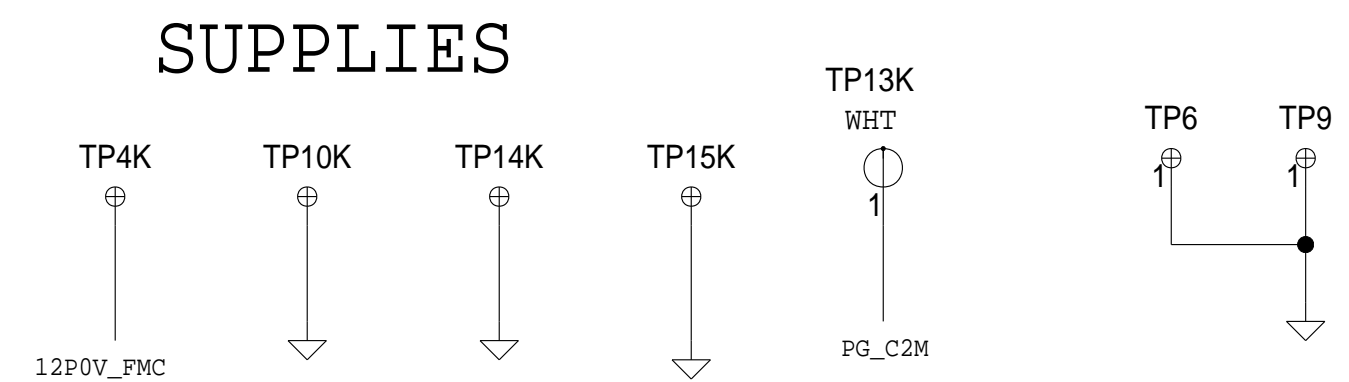 SUPPLIES
TP13K
WHT
TP6 TP9
TP4K TP10K TP14K TP15K
1 1 1
12P0V_FMC
PG_C2M